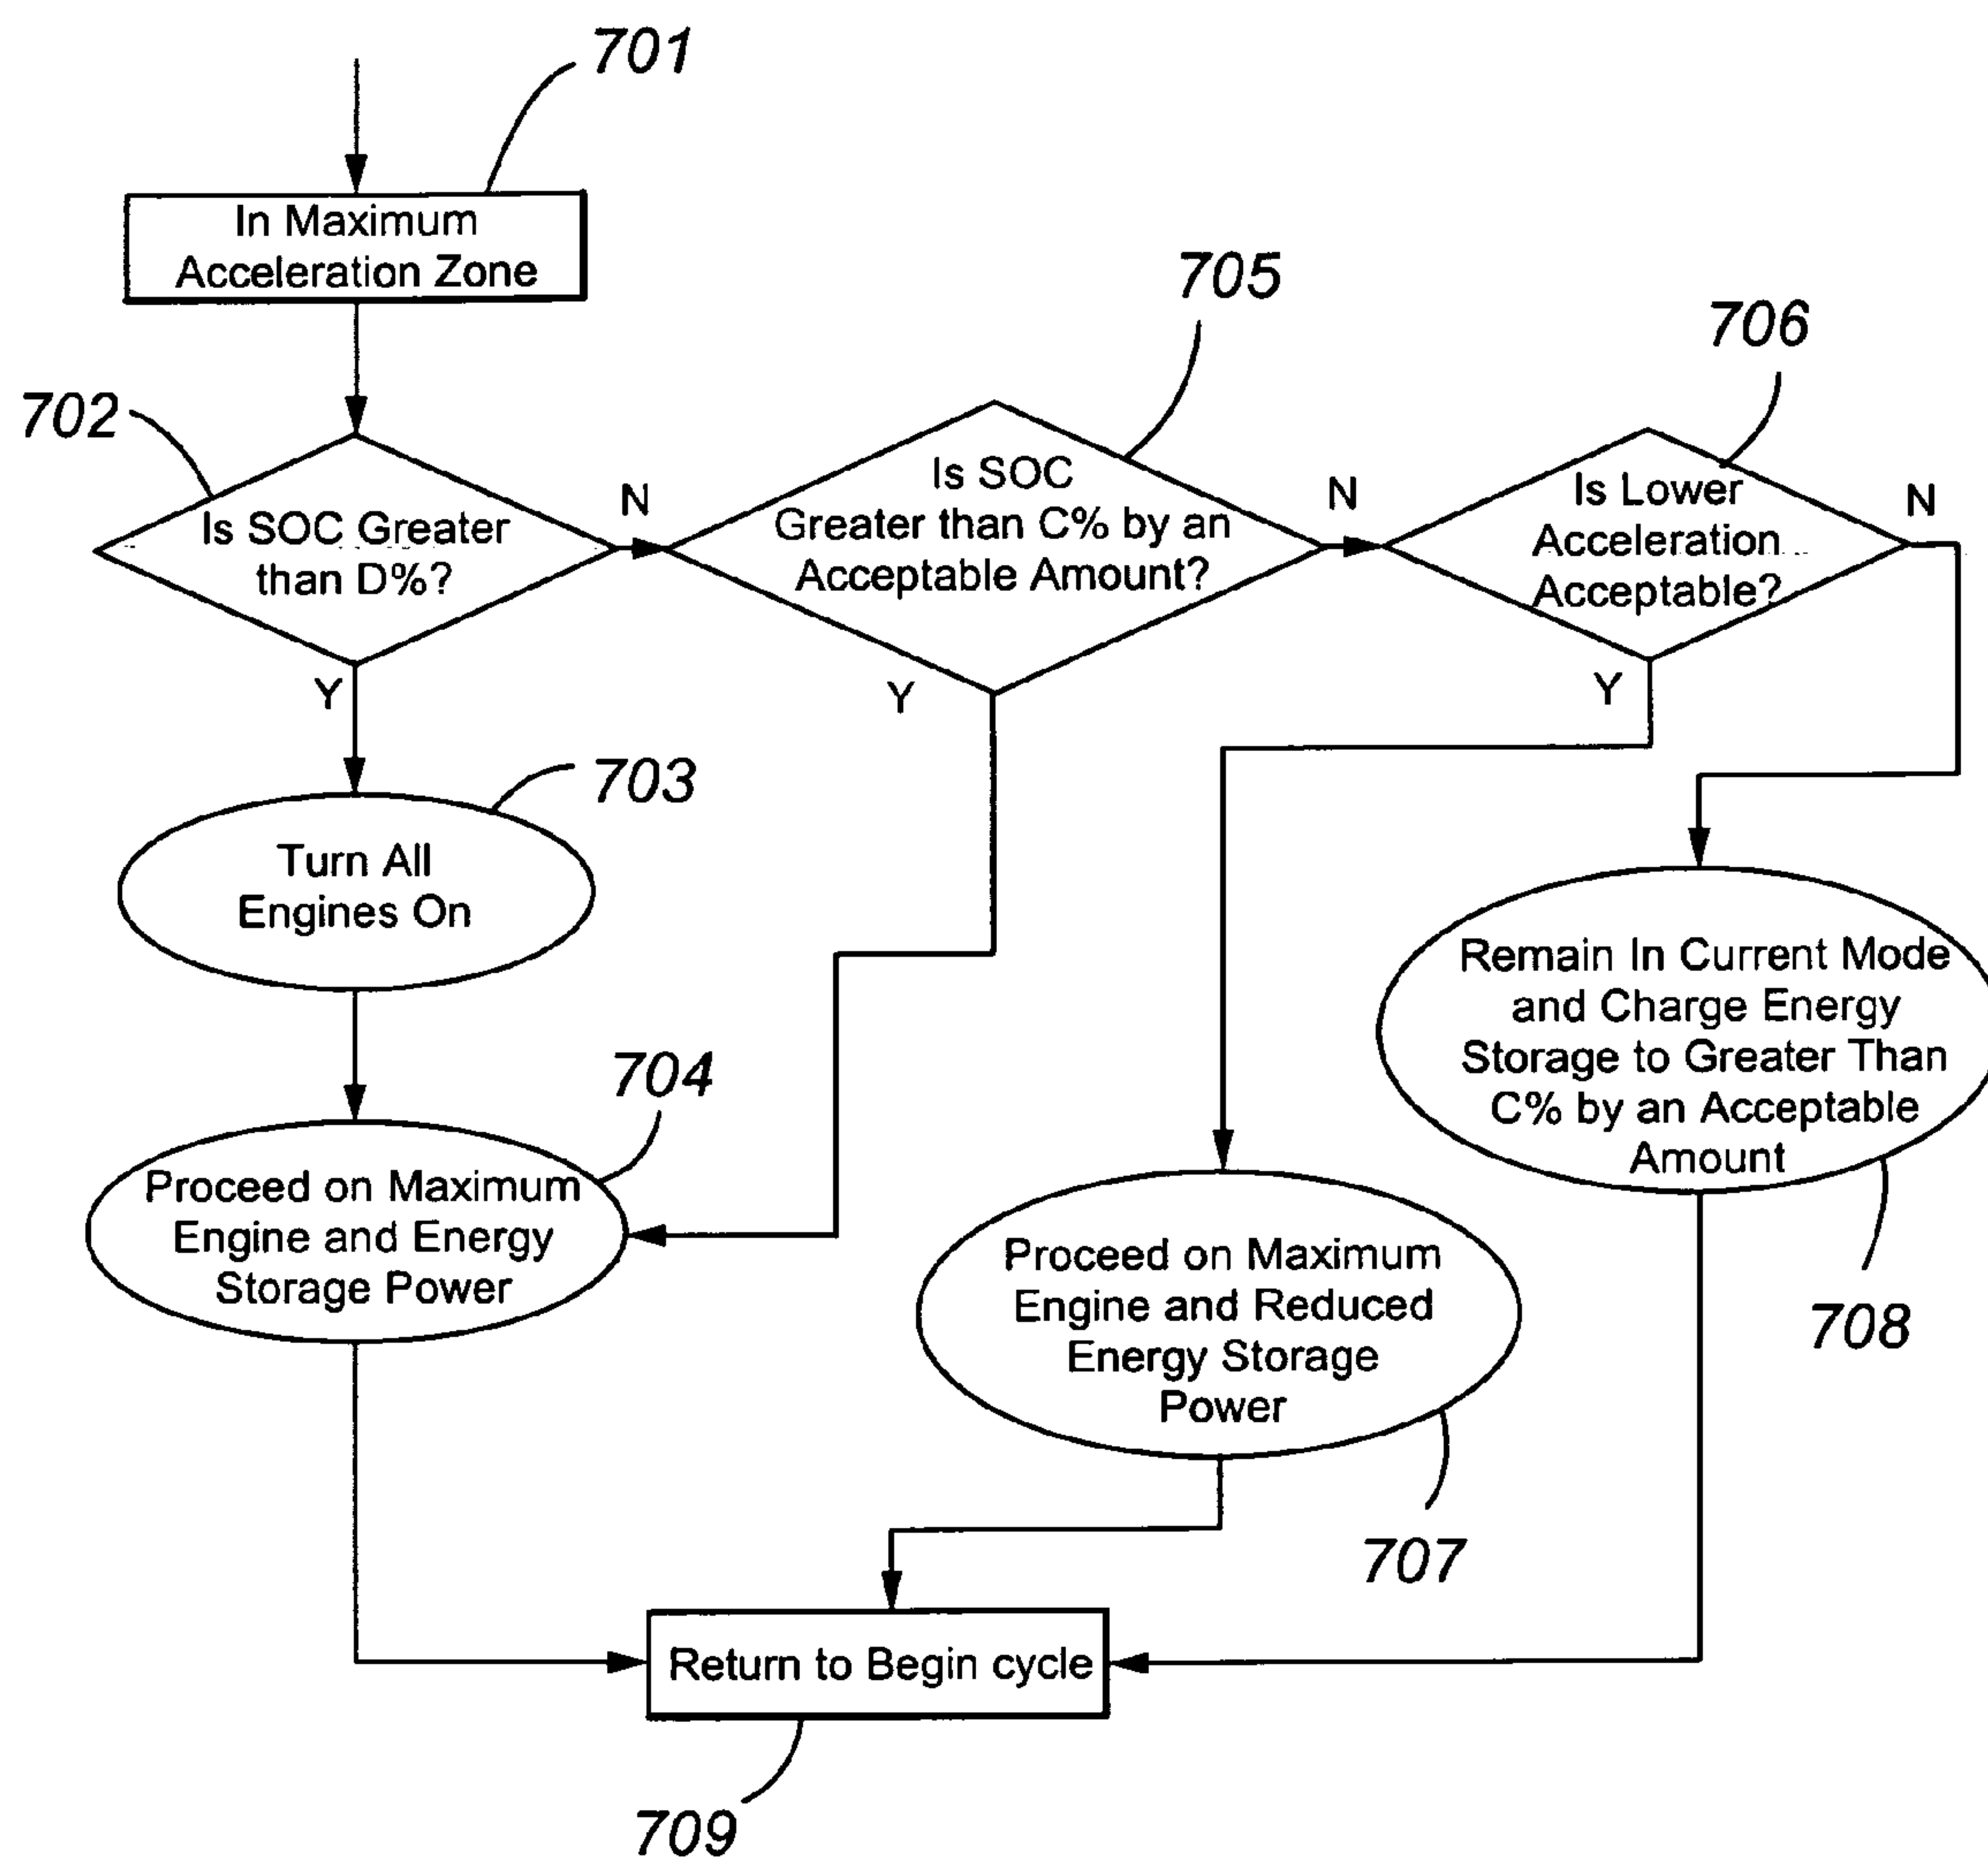 701
In Maximum
Acceleration Zone
702
Is SOC Greater
than D%?
N
Y
705
Is SOC
Greater than C% by an
Acceptable Amount?
N
Y
706
Is Lower
Acceleration
Acceptable?
N
Y
703
Turn All
Engines On
704
Proceed on Maximum
Engine and Energy
Storage Power
Proceed on Maximum
Engine and Reduced
Energy Storage
Power
707
Remain In Current Mode
and Charge Energy
Storage to Greater Than
C% by an Acceptable
Amount
708
Return to Begin cycle
709